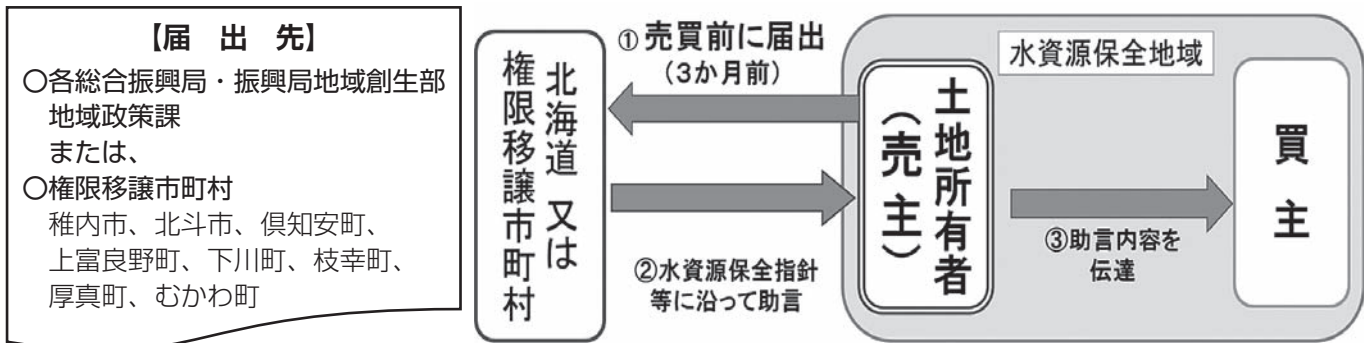 【届 出 先】
〇各総合振興局・振興局地域創生部
地域政策課
または、
〇権限移譲市町村
稚内市、北斗市、倶知安町、
上富良野町、下川町、枝幸町、
厚真町、むかわ町
北海道 又は
権限移譲市町村
①売買前に届出
（3か月前）
②水資源保全指針
等に沿って助言
水資源保全地域
土地所有者
（売主）
③助言内容を
伝達
買主